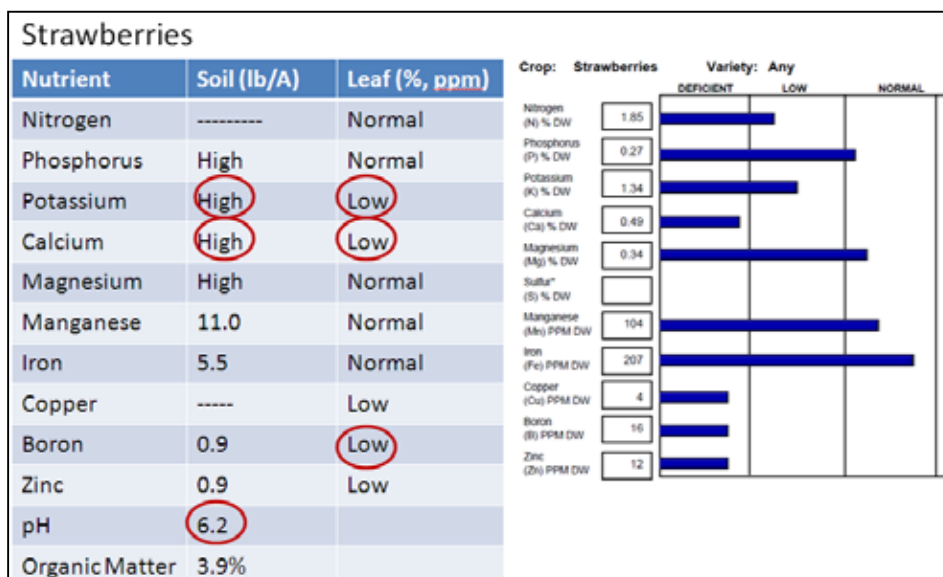 Strawberries
Nutrient Soil (lb/A) Leaf (%, ppm)
Nitrogen --------- Normal
Phosphorus High Normal
Potassium High Low
Calcium High Low
Magnesium High Normal
Manganese 11.0 Normal
Iron 5.5 Normal
Copper ----- Low
Boron 0.9 Low
Zinc 0.9 Low
pH 6.2
Organic Matter 3.9%
Crop: Strawberries Variety: Any
DEFICIENT LOW NORMAL
Nitrogen
(N) % DW 1.85
Phosphorus
(P) % DW 0.27
Potassium
(K) % DW 1.34
Calcium
(Ca) % DW 0.49
Magnesium
(Mg) % DW 0.34
Sulfur*
(S) % DW
Manganese
(Mn) PPM DW 104
Iron
(Fe) PPM DW 207
Copper
(Cu) PPM DW 4
Boron
(B) PPM DW 16
Zinc
(Zn) PPM DW 12